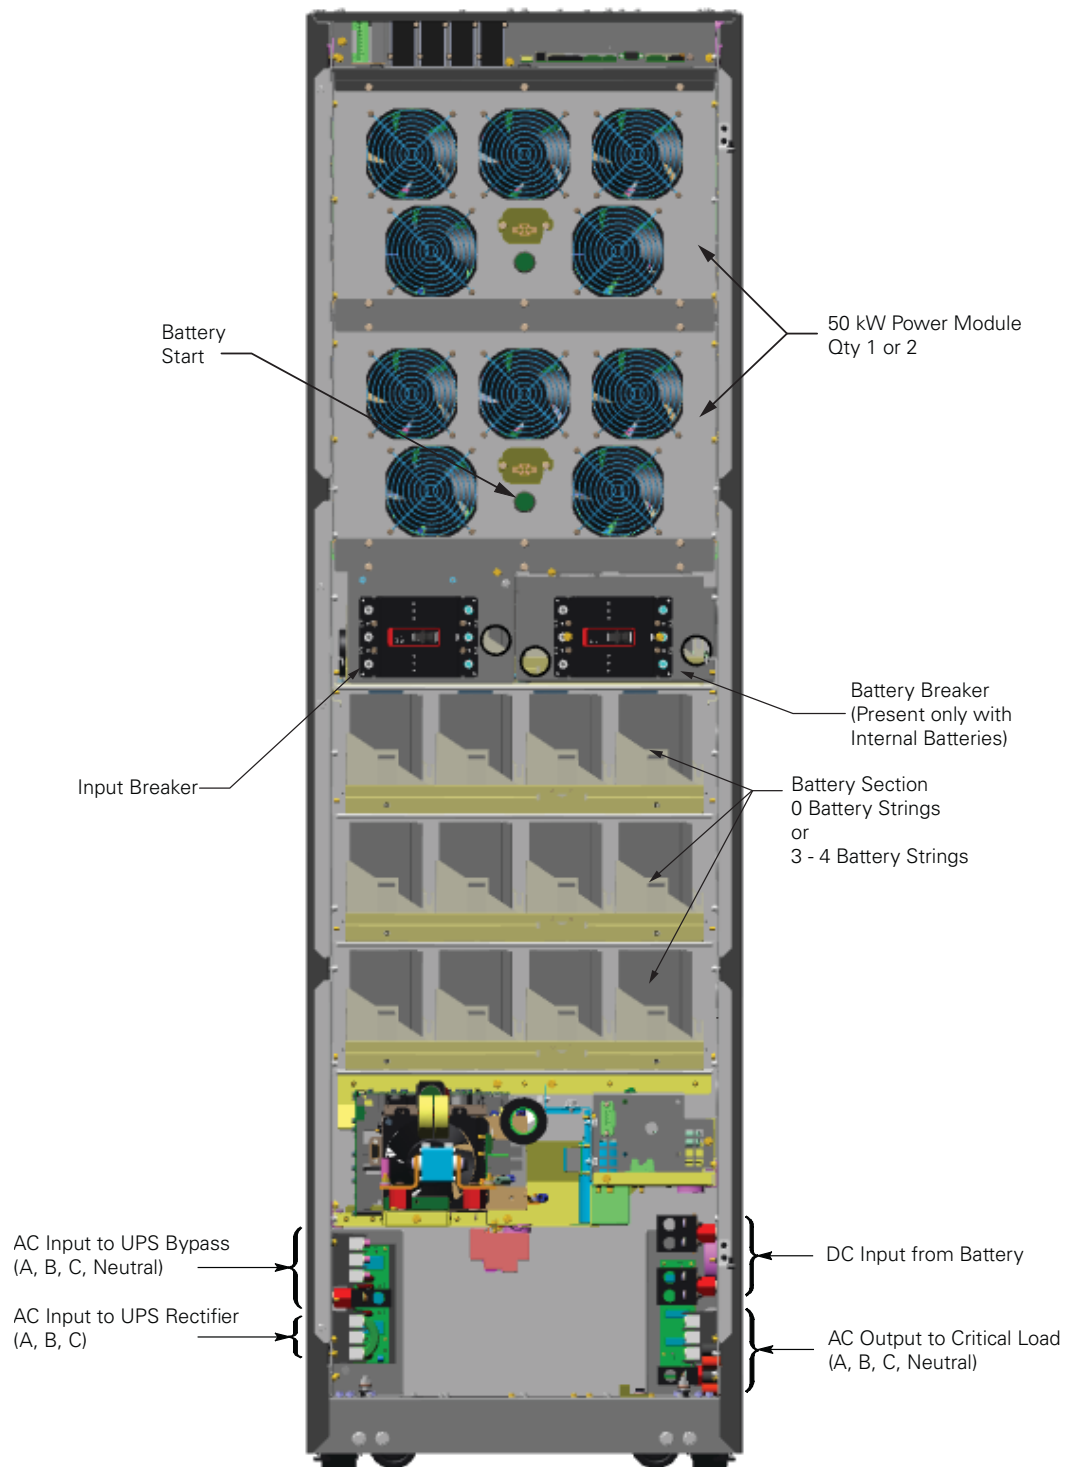 50 kW Power Module
Qty 1 or 2
Battery
Start
Battery Breaker
(Present only with
Internal Batteries)
Input Breaker
Battery Section
0 Battery Strings
or
3 - 4 Battery Strings
AC Input to UPS Bypass
(A, B, C, Neutral)
DC Input from Battery
AC Input to UPS Rectifier
(A, B, C)
AC Output to Critical Load
(A, B, C, Neutral)